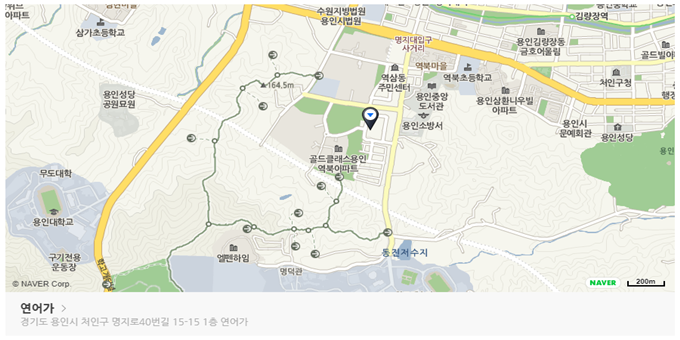 수원지방법원
용인시법원
김량장역
아파트
삼가초등학교
명지대입구
사거리
용인김량장동
금호어울림
골드빌
역북마을
역삼동
주민센터
역북초등학교
처인구청
164.5m
용인성당
공원묘원
용인중앙
도서관
용인삼환나우빌
아파트
용인소방서
용인시
문예회관
용인성당
무도대학
골드클래스용인
역북아파트
용인대학교
구기전용
운동장
엘펜하임
동진저수지
명덕관
© NAVER Corp.
NAVER
200m
연어가 >
경기도 용인시 처인구 명지로40번길 15-15 1층 연어가